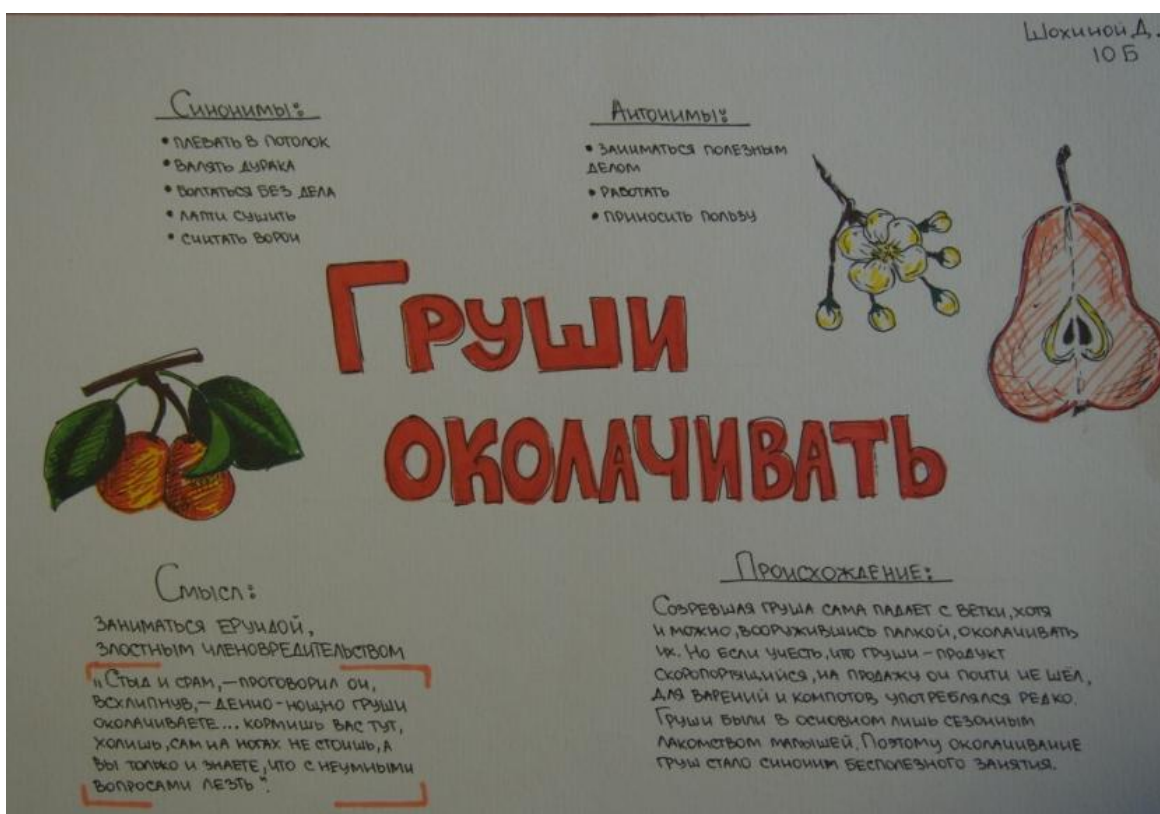 Шохиной Д.
10 Б
Синонимы:
• плевать в потолок
• валять дурака
• болтаться без дела
• лапти сушить
• считать ворон
Антонимы:
• заниматься полезным
делом
• работать
• приносить пользу
Груши
околачивать
Смысл:
заниматься ерундой,
злостным членовредительством
„Стыд и срам, – проговорил он,
всхлипнув, – денно-нощно груши
околачиваете... кормишь вас тут,
холишь, сам на ногах не стоишь, а
вы только и знаете, что с неумными
вопросами лезть".
Происхождение:
Созревшая груша сама падает с ветки, хотя
и можно, вооружившись палкой, околачивать
их. Но если учесть, что груши – продукт
скоропортящийся, на продажу он почти не шёл,
для варений и компотов употреблялся редко.
Груши были в основном лишь сезонным
лакомством малышей. Поэтому околачивание
груш стало синоним бесполезного занятия.